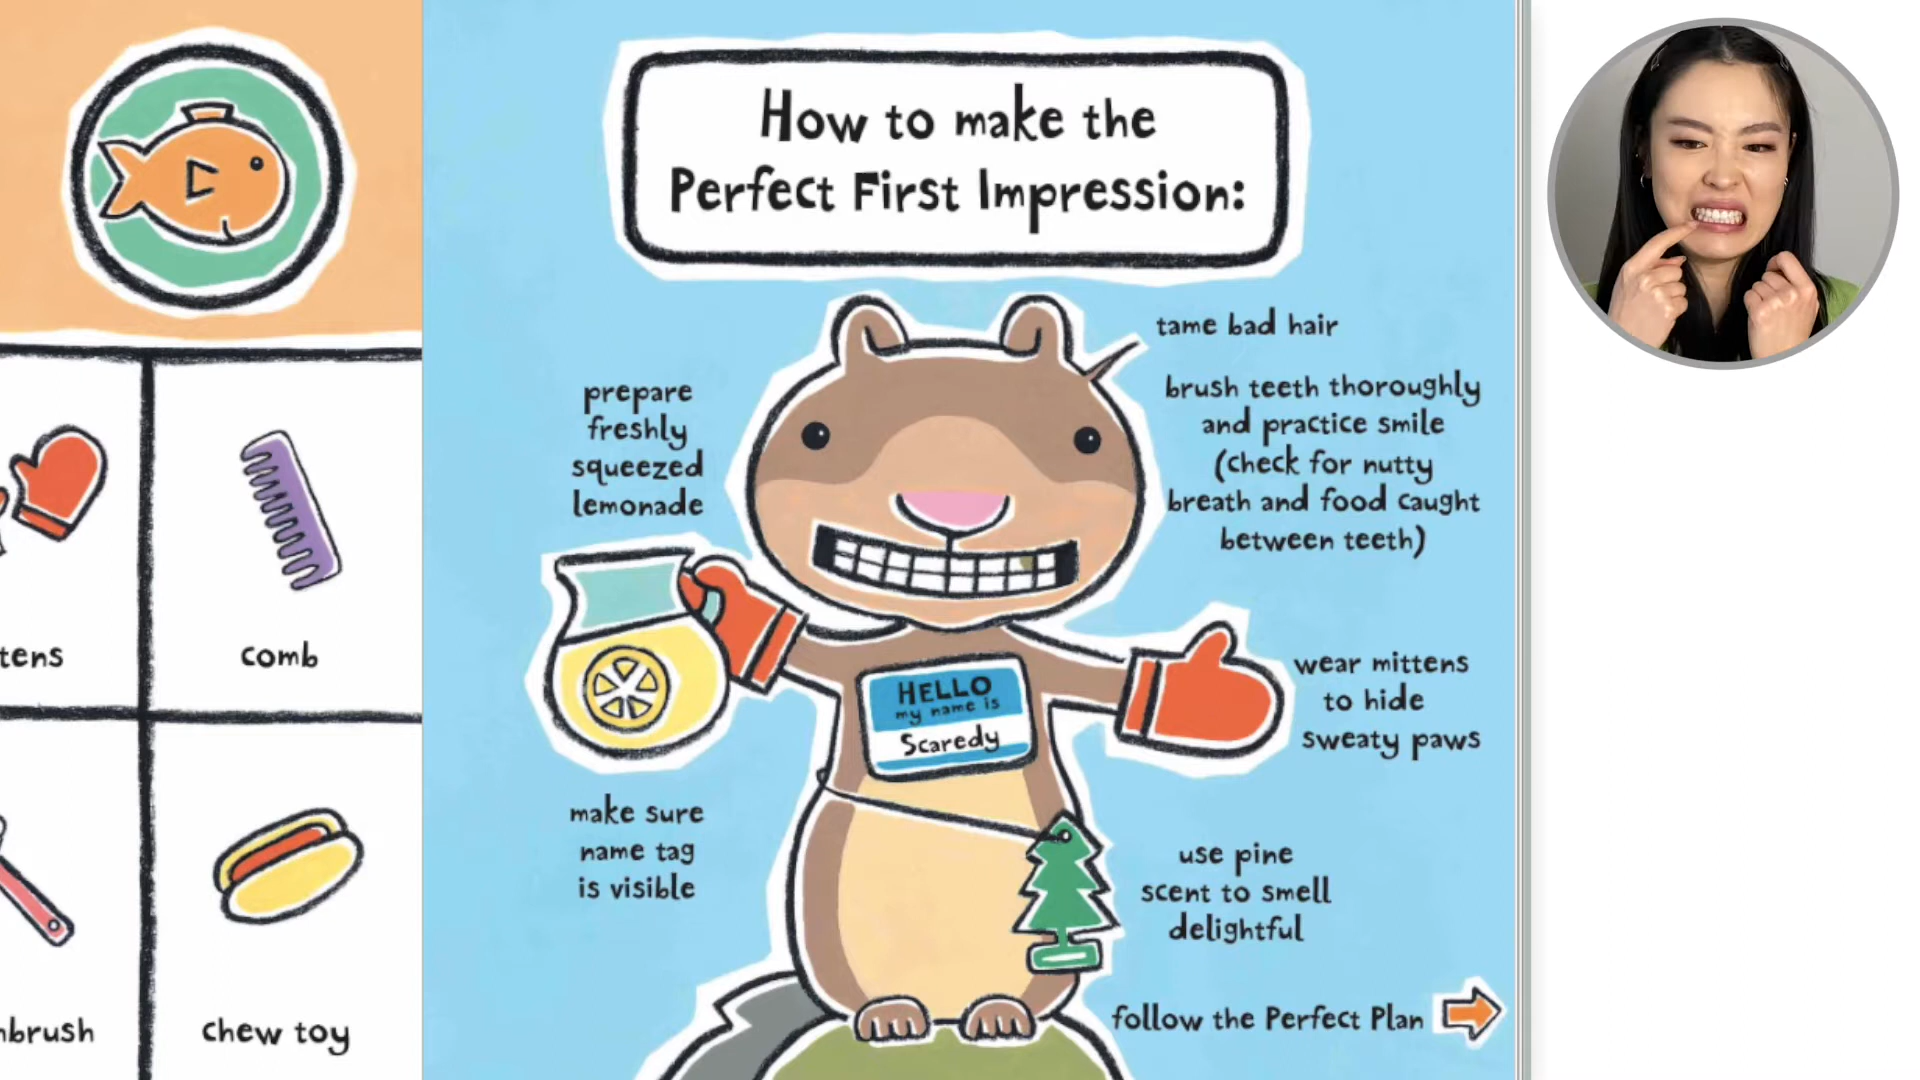 tens
comb
nbrush
chew toy
How to make the
Perfect First Impression:
tame bad hair
brush teeth thoroughly
and practice smile
(check for nutty
breath and food caught
between teeth)
prepare
freshly
squeezed
lemonade
HELLO
my name is
Scaredy
wear mittens
to hide
sweaty paws
make sure
name tag
is visible
use pine
scent to smell
delightful
follow the Perfect Plan